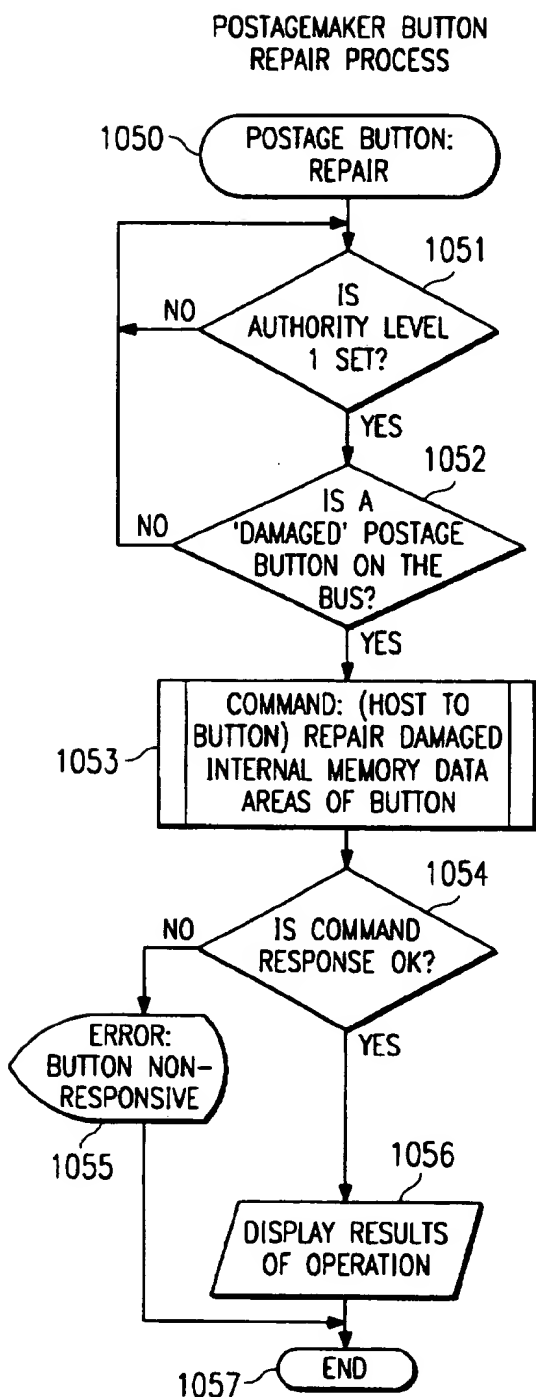 POSTAGEMAKER BUTTON
REPAIR PROCESS
1050
POSTAGE BUTTON:
REPAIR
1051
IS
AUTHORITY LEVEL
1 SET?
NO
YES
1052
IS A
'DAMAGED' POSTAGE
BUTTON ON THE
BUS?
NO
YES
1053
COMMAND: (HOST TO
BUTTON) REPAIR DAMAGED
INTERNAL MEMORY DATA
AREAS OF BUTTON
1054
IS COMMAND
RESPONSE OK?
NO
YES
ERROR:
BUTTON NON-
RESPONSIVE
1055
1056
DISPLAY RESULTS
OF OPERATION
END
1057